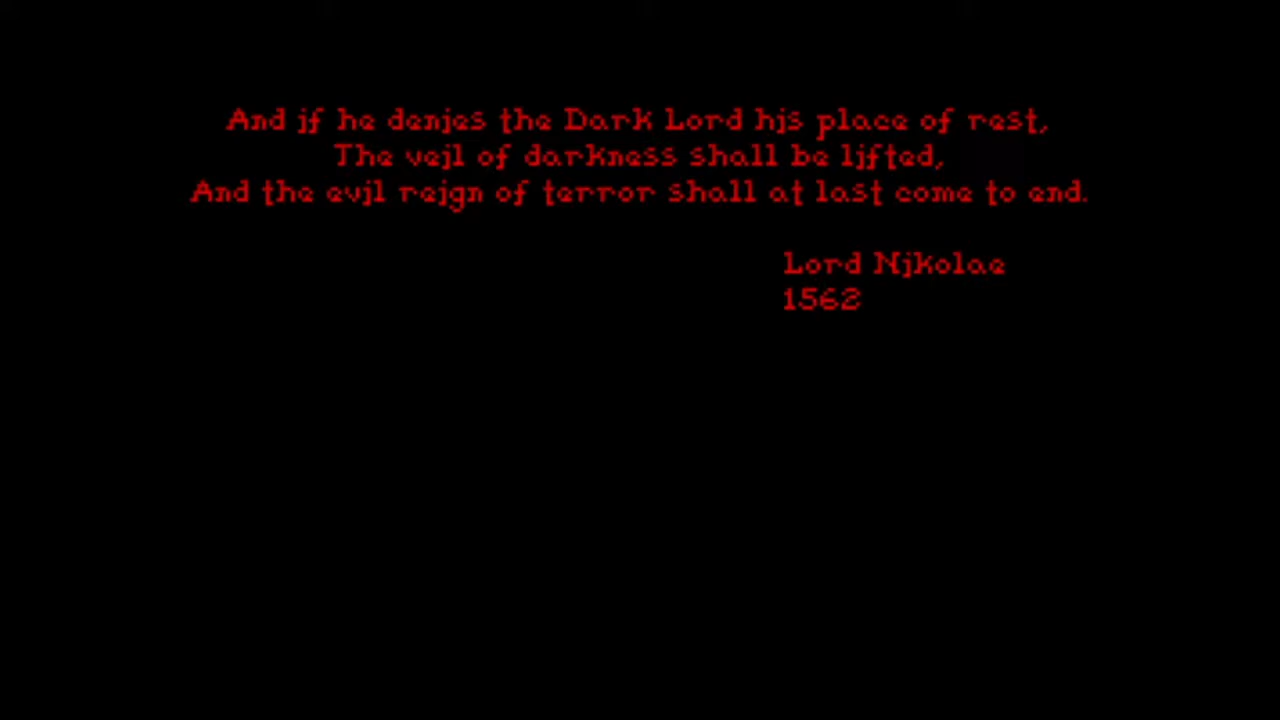 And if he denies the Dark Lord his place of rest,
The veil of darkness shall be lifted,
And the evil reign of terror shall at last come to end.
Lord Nikolae
1562